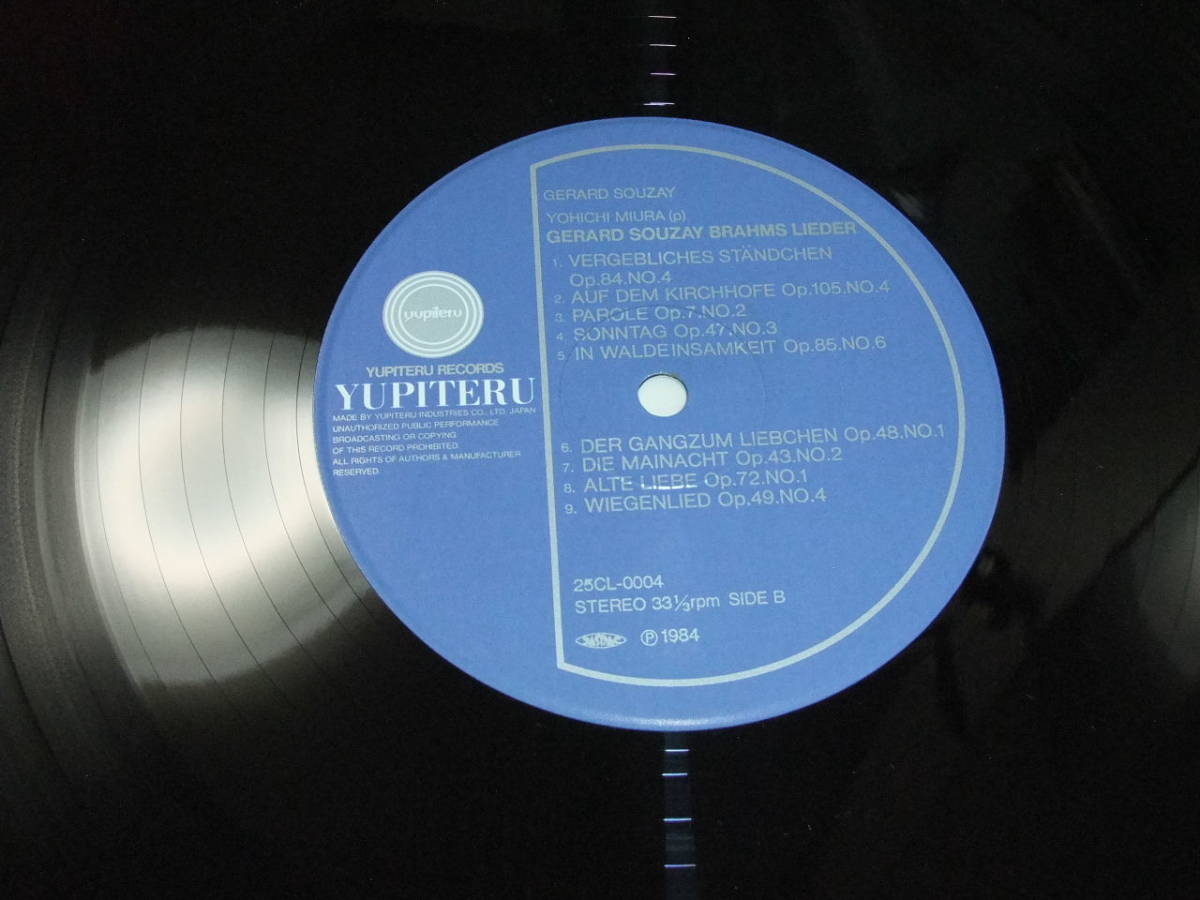 GERARD SOUZAY
YOHICHI MIURA (p)
GERARD SOUZAY BRAHMS LIEDER
1. VERGEBLICHES STÄNDCHEN
Op.84.NO.4
2. AUF DEM KIRCHHOFE Op.105.NO.4
3. PAROLE Op.7.NO.2
4. SONNTAG Op.47.NO.3
5. IN WALDEINSAMKEIT Op.85.NO.6
6. DER GANGZUM LIEBCHEN Op.48.NO.1
7. DIE MAINACHT Op.43.NO.2
8. ALTE LIEBE Op.72.NO.1
9. WIEGENLIED Op.49.NO.4
25CL-0004
STEREO 33 1/3 rpm SIDE B
Ⓟ 1984
yupiteru
YUPITERU RECORDS
YUPITERU
MADE BY YUPITERU INDUSTRIES CO., LTD. JAPAN
UNAUTHORIZED PUBLIC PERFORMANCE
BROADCASTING OR COPYING
OF THIS RECORD PROHIBITED.
ALL RIGHTS OF AUTHORS & MANUFACTURER
RESERVED.